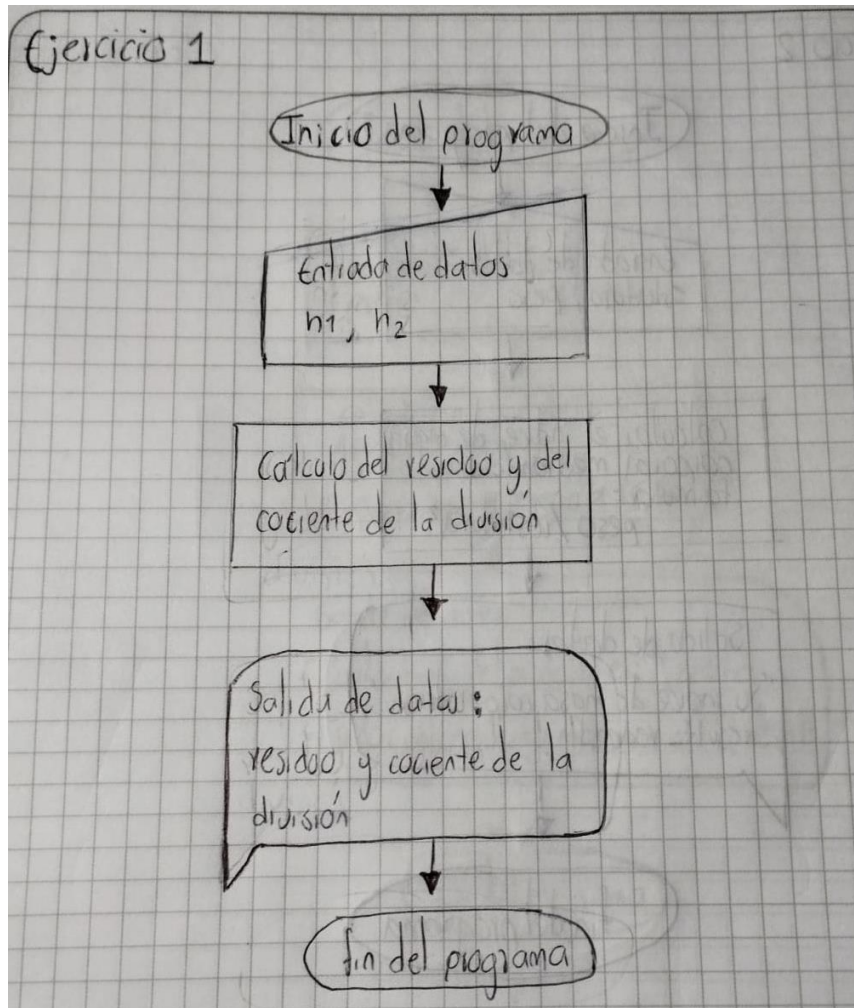 Ejercicio 1
Inicio del programa
Entrada de datos
n1, n2
Cálculo del residuo y del
cociente de la división
Salida de datos:
residuo y cociente de la
división
fin del programa